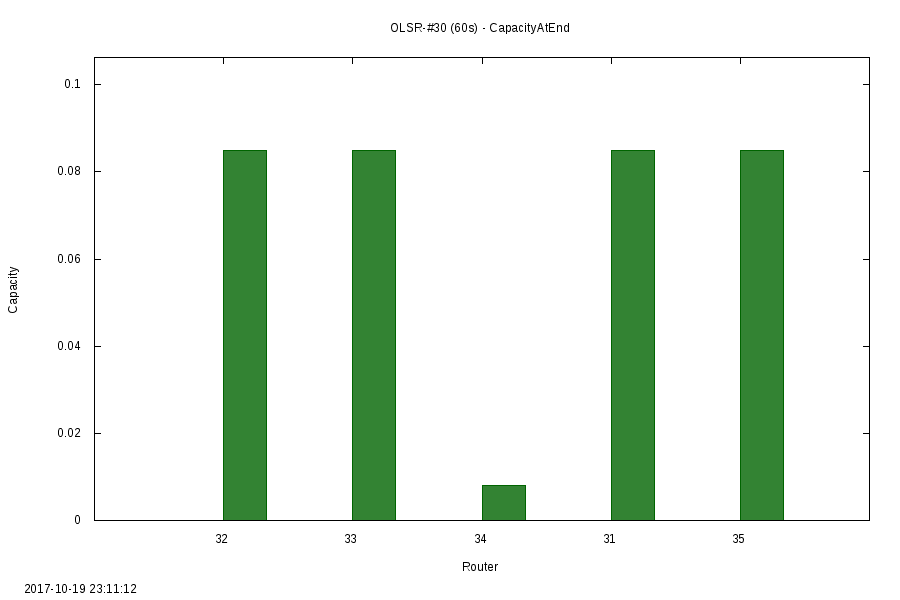 OLSR-#30 (60s) - CapacityAtEnd
0.1
0.08
0.06
0.04
0.02
0
Capacity
32 33 34 31 35
Router
2017-10-19 23:11:12